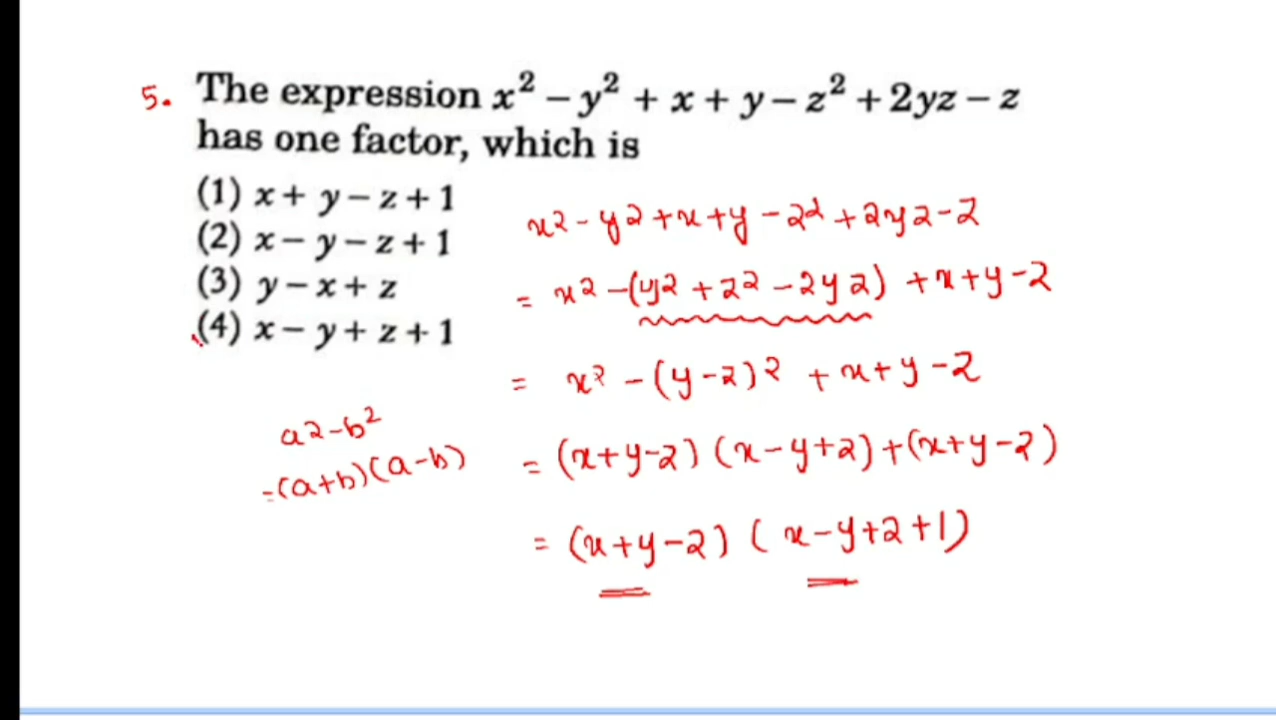 5. The expression x² − y² + x + y − z² + 2yz − z
has one factor, which is
(1) x + y − z + 1
(2) x − y − z + 1
(3) y − x + z
(4) x − y + z + 1
x² − y² + x + y − z² + 2yz − z
= x² − (y² + z² − 2yz) + x + y − z
= x² − (y − z)² + x + y − z
= (x + y − z) (x − y + z) + (x + y − z)
= (x + y − z) (x − y + z + 1)
a² − b²
= (a + b)(a − b)